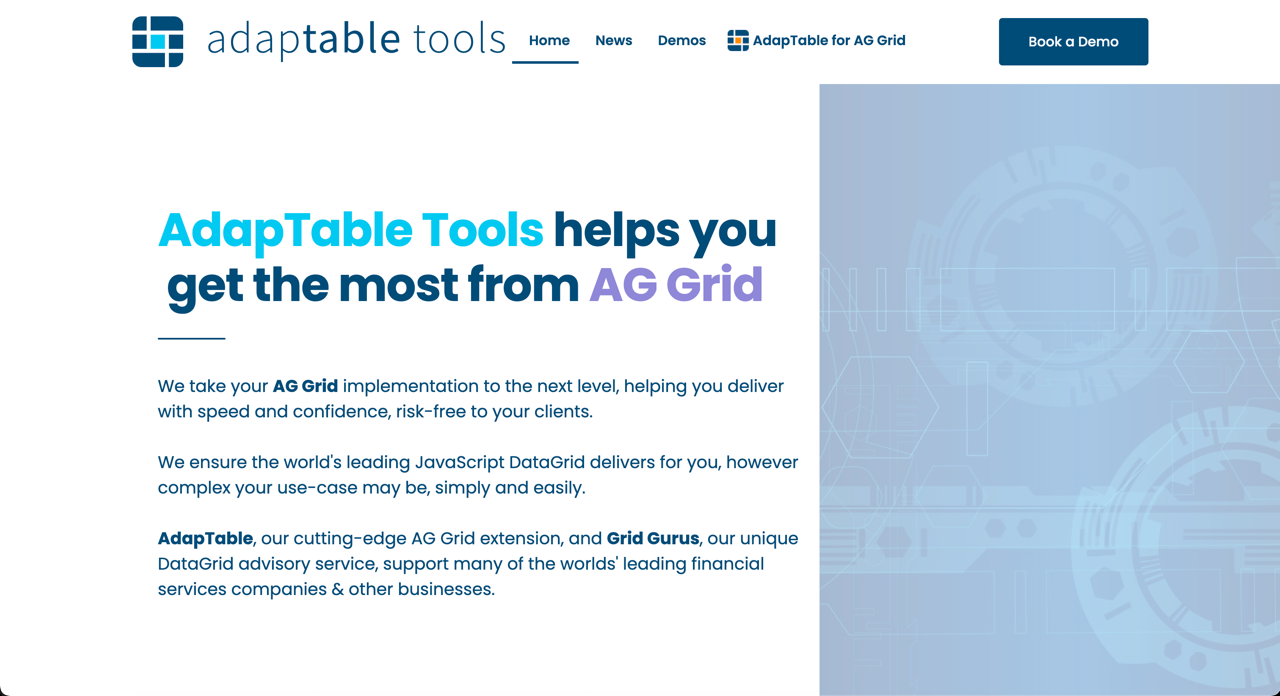 adaptable tools
Home News Demos AdapTable for AG Grid Book a Demo
AdapTable Tools helps you
get the most from AG Grid
We take your AG Grid implementation to the next level, helping you deliver
with speed and confidence, risk-free to your clients.
We ensure the world's leading JavaScript DataGrid delivers for you, however
complex your use-case may be, simply and easily.
AdapTable, our cutting-edge AG Grid extension, and Grid Gurus, our unique
DataGrid advisory service, support many of the worlds' leading financial
services companies & other businesses.